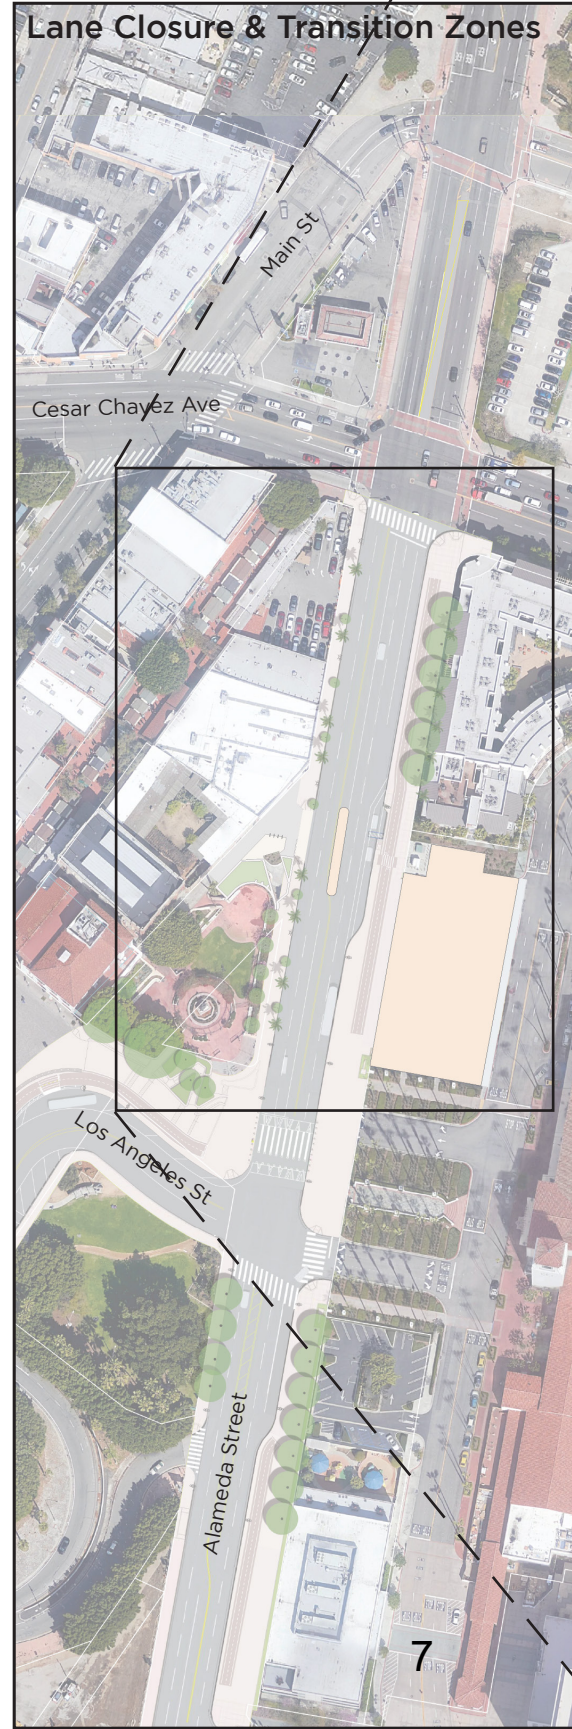 Lane Closure & Transition Zones
Main St
Cesar Chavez Ave
Los Angeles St
Alameda Street
7